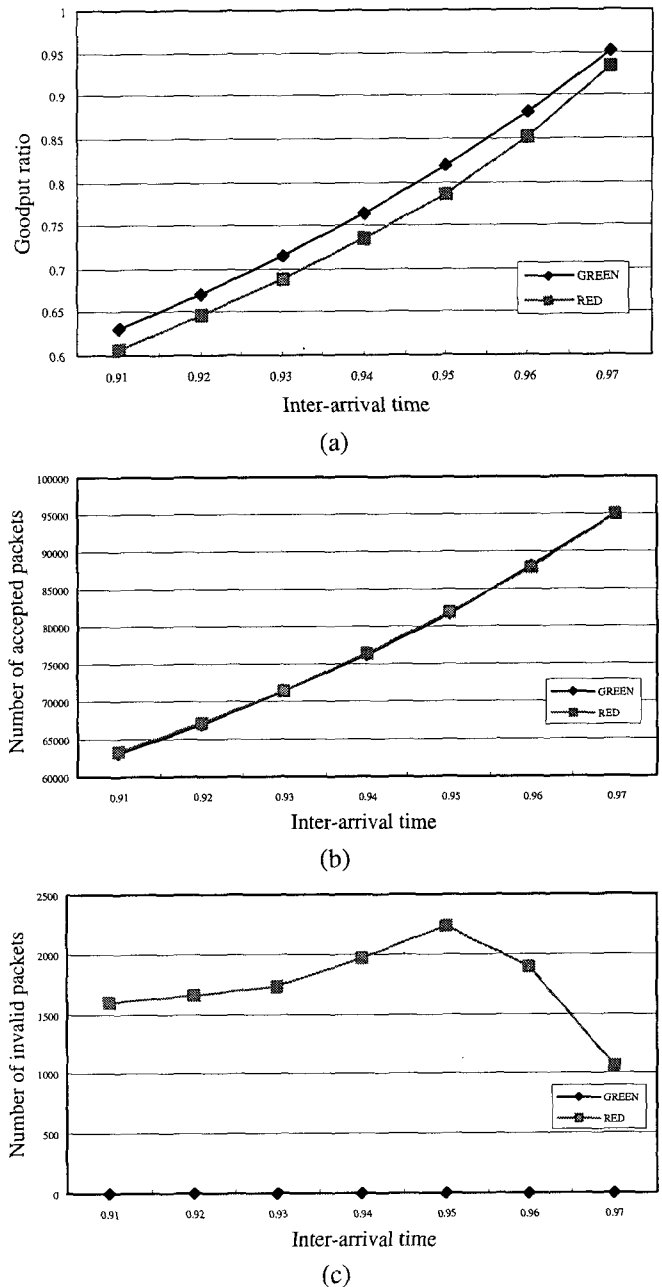 1
0.95
0.9
0.85
0.8
0.75
0.7
0.65
0.6
Goodput ratio
GREEN
RED
0.91 0.92 0.93 0.94 0.95 0.96 0.97
Inter-arrival time
(a)
100000
95000
90000
85000
80000
75000
70000
65000
60000
Number of accepted packets
GREEN
RED
0.91 0.92 0.93 0.94 0.95 0.96 0.97
Inter-arrival time
(b)
2500
2000
1500
1000
500
0
Number of invalid packets
GREEN
RED
0.91 0.92 0.93 0.94 0.95 0.96 0.97
Inter-arrival time
(c)